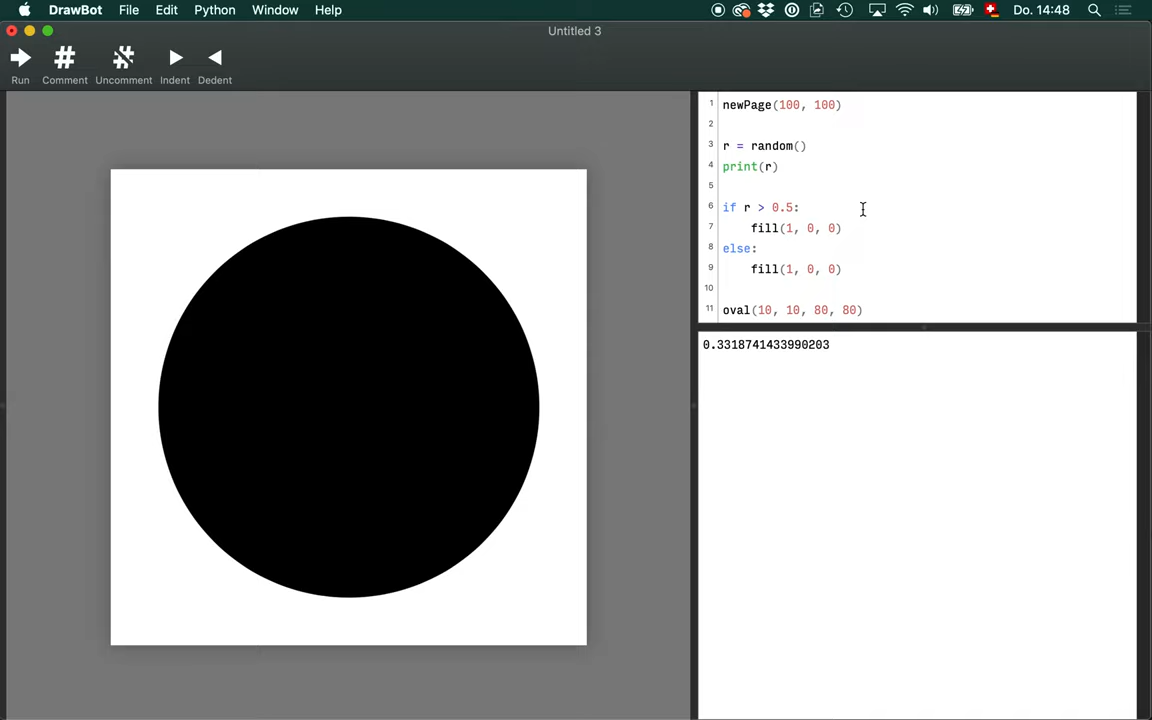 DrawBot File Edit Python Window Help Do. 14:48
Untitled 3
Run Comment Uncomment Indent Dedent
1 newPage(100, 100)
2
3 r = random()
4 print(r)
5
6 if r > 0.5:
7 fill(1, 0, 0)
8 else:
9 fill(1, 0, 0)
10
11 oval(10, 10, 80, 80)
0.3318741433990203